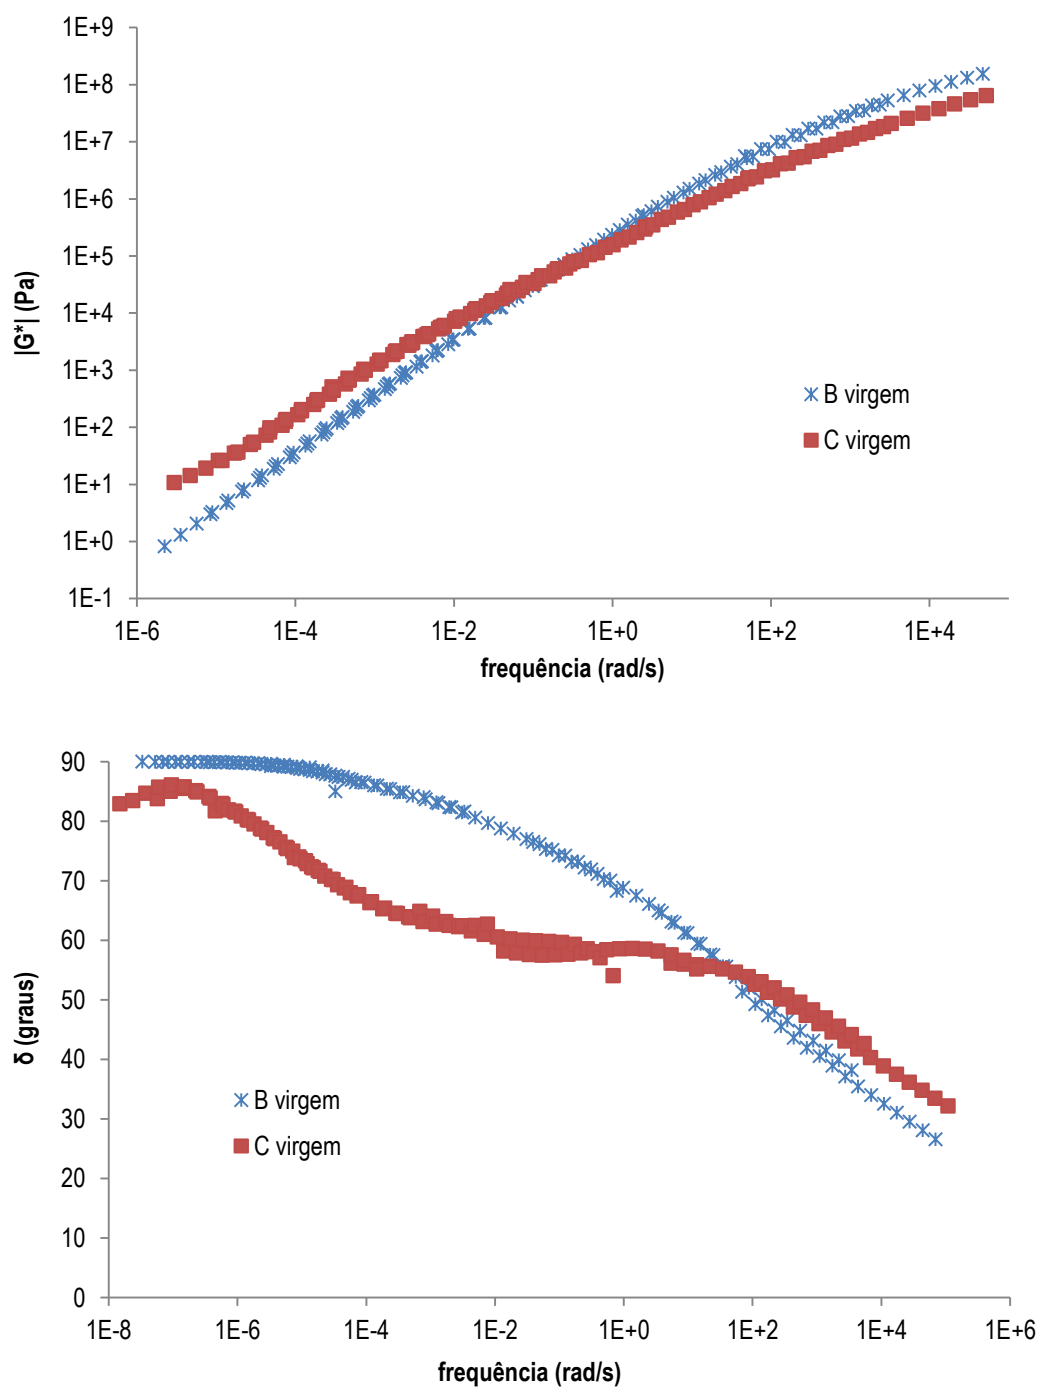 1E+9
1E+8
1E+7
1E+6
1E+5
1E+4
1E+3
1E+2
1E+1
1E+0
1E-1
|G*| (Pa)
B virgem
C virgem
1E-6 1E-4 1E-2 1E+0 1E+2 1E+4
frequência (rad/s)
90
80
70
60
50
40
30
20
10
0
δ (graus)
B virgem
C virgem
1E-8 1E-6 1E-4 1E-2 1E+0 1E+2 1E+4 1E+6
frequência (rad/s)